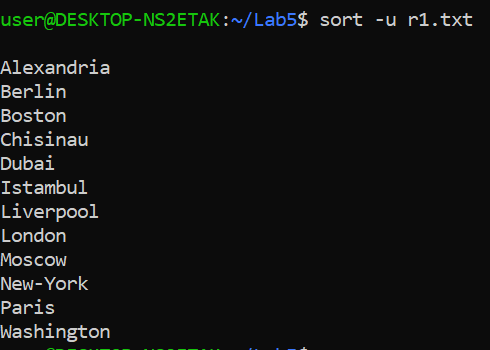 user@DESKTOP-NS2ETAK:~/Lab5$ sort -u r1.txt
Alexandria
Berlin
Boston
Chisinau
Dubai
Istambul
Liverpool
London
Moscow
New-York
Paris
Washington